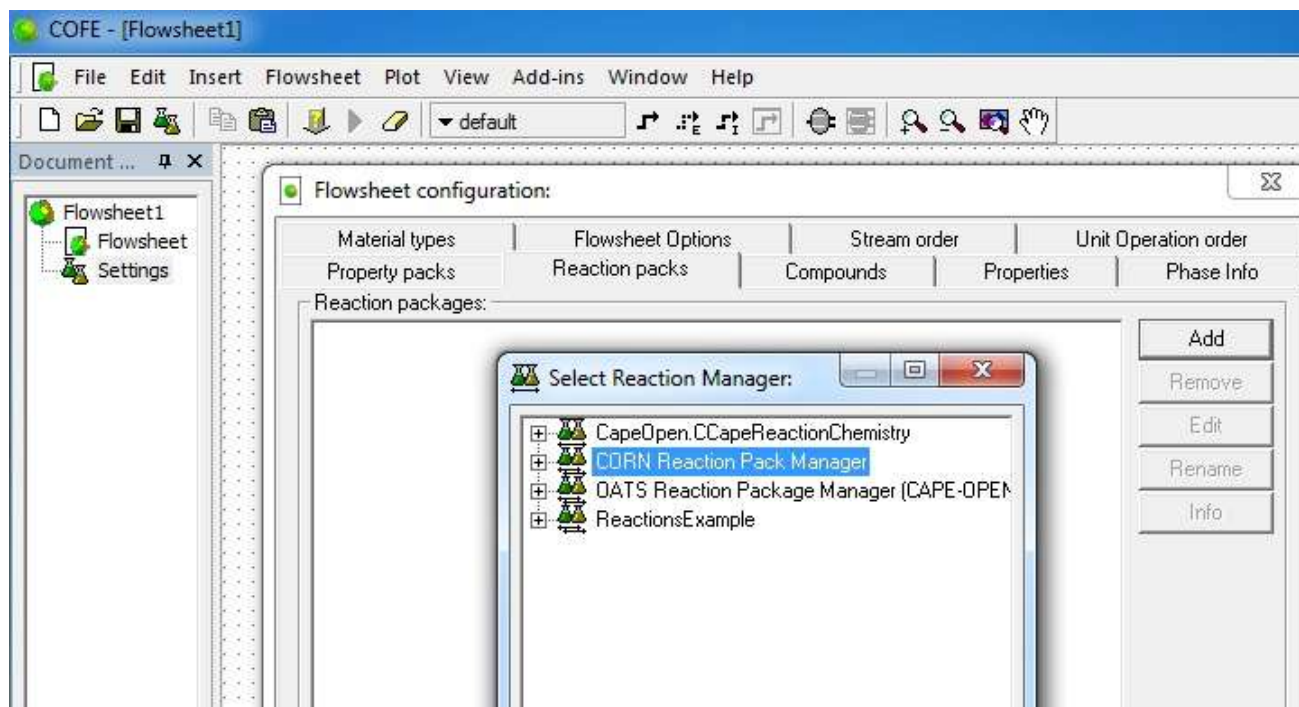 COFE - [Flowsheet1]
File Edit Insert Flowsheet Plot View Add-ins Window Help
default
Document ...
Flowsheet1
Flowsheet
Settings
Flowsheet configuration:
Material types Flowsheet Options Stream order Unit Operation order
Property packs Reaction packs Compounds Properties Phase Info
Reaction packages:
Add
Remove
Edit
Rename
Info
Select Reaction Manager:
CapeOpen.CCapeReactionChemistry
CORN Reaction Pack Manager
OATS Reaction Package Manager (CAPE-OPEN
ReactionsExample